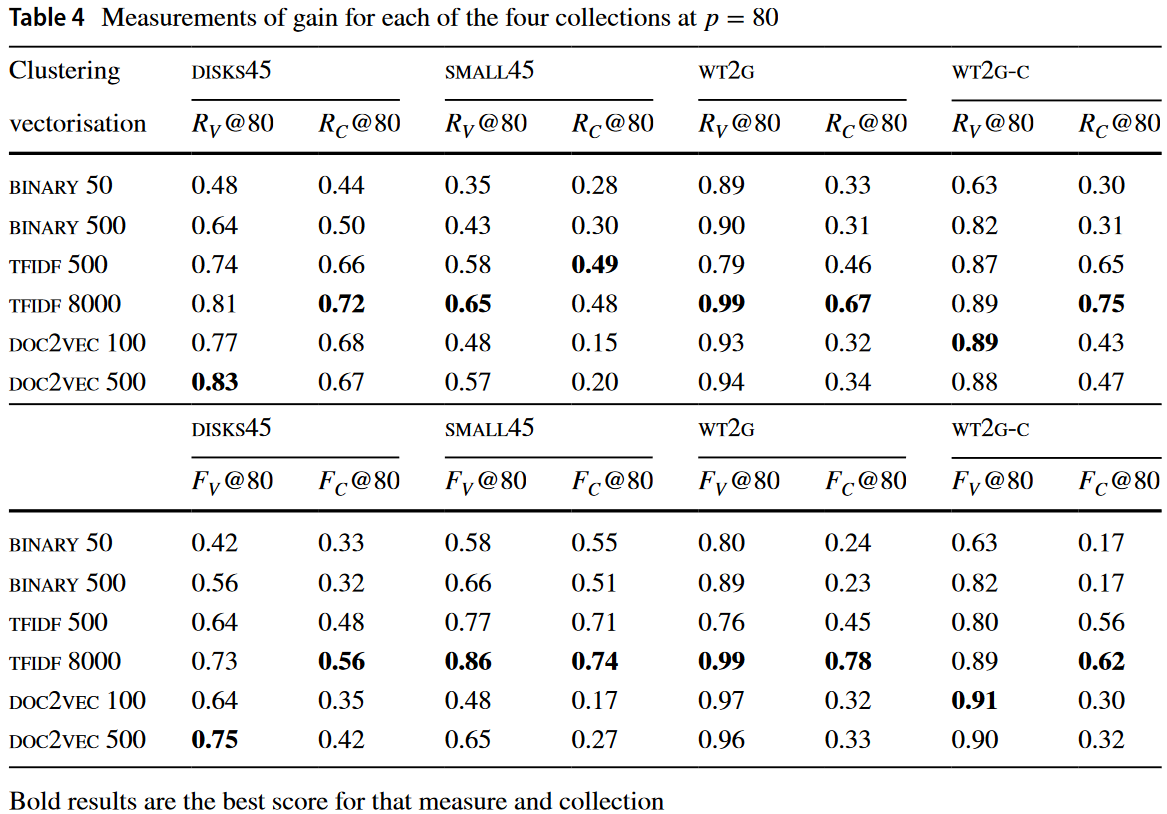 Table 4 Measurements of gain for each of the four collections at p = 80
Clustering DISKS45 SMALL45 WT2G WT2G-C
vectorisation R_V@80 R_C@80 R_V@80 R_C@80 R_V@80 R_C@80 R_V@80 R_C@80
BINARY 50 0.48 0.44 0.35 0.28 0.89 0.33 0.63 0.30
BINARY 500 0.64 0.50 0.43 0.30 0.90 0.31 0.82 0.31
TFIDF 500 0.74 0.66 0.58 0.49 0.79 0.46 0.87 0.65
TFIDF 8000 0.81 0.72 0.65 0.48 0.99 0.67 0.89 0.75
DOC2VEC 100 0.77 0.68 0.48 0.15 0.93 0.32 0.89 0.43
DOC2VEC 500 0.83 0.67 0.57 0.20 0.94 0.34 0.88 0.47
DISKS45 SMALL45 WT2G WT2G-C
F_V@80 F_C@80 F_V@80 F_C@80 F_V@80 F_C@80 F_V@80 F_C@80
BINARY 50 0.42 0.33 0.58 0.55 0.80 0.24 0.63 0.17
BINARY 500 0.56 0.32 0.66 0.51 0.89 0.23 0.82 0.17
TFIDF 500 0.64 0.48 0.77 0.71 0.76 0.45 0.80 0.56
TFIDF 8000 0.73 0.56 0.86 0.74 0.99 0.78 0.89 0.62
DOC2VEC 100 0.64 0.35 0.48 0.17 0.97 0.32 0.91 0.30
DOC2VEC 500 0.75 0.42 0.65 0.27 0.96 0.33 0.90 0.32
Bold results are the best score for that measure and collection